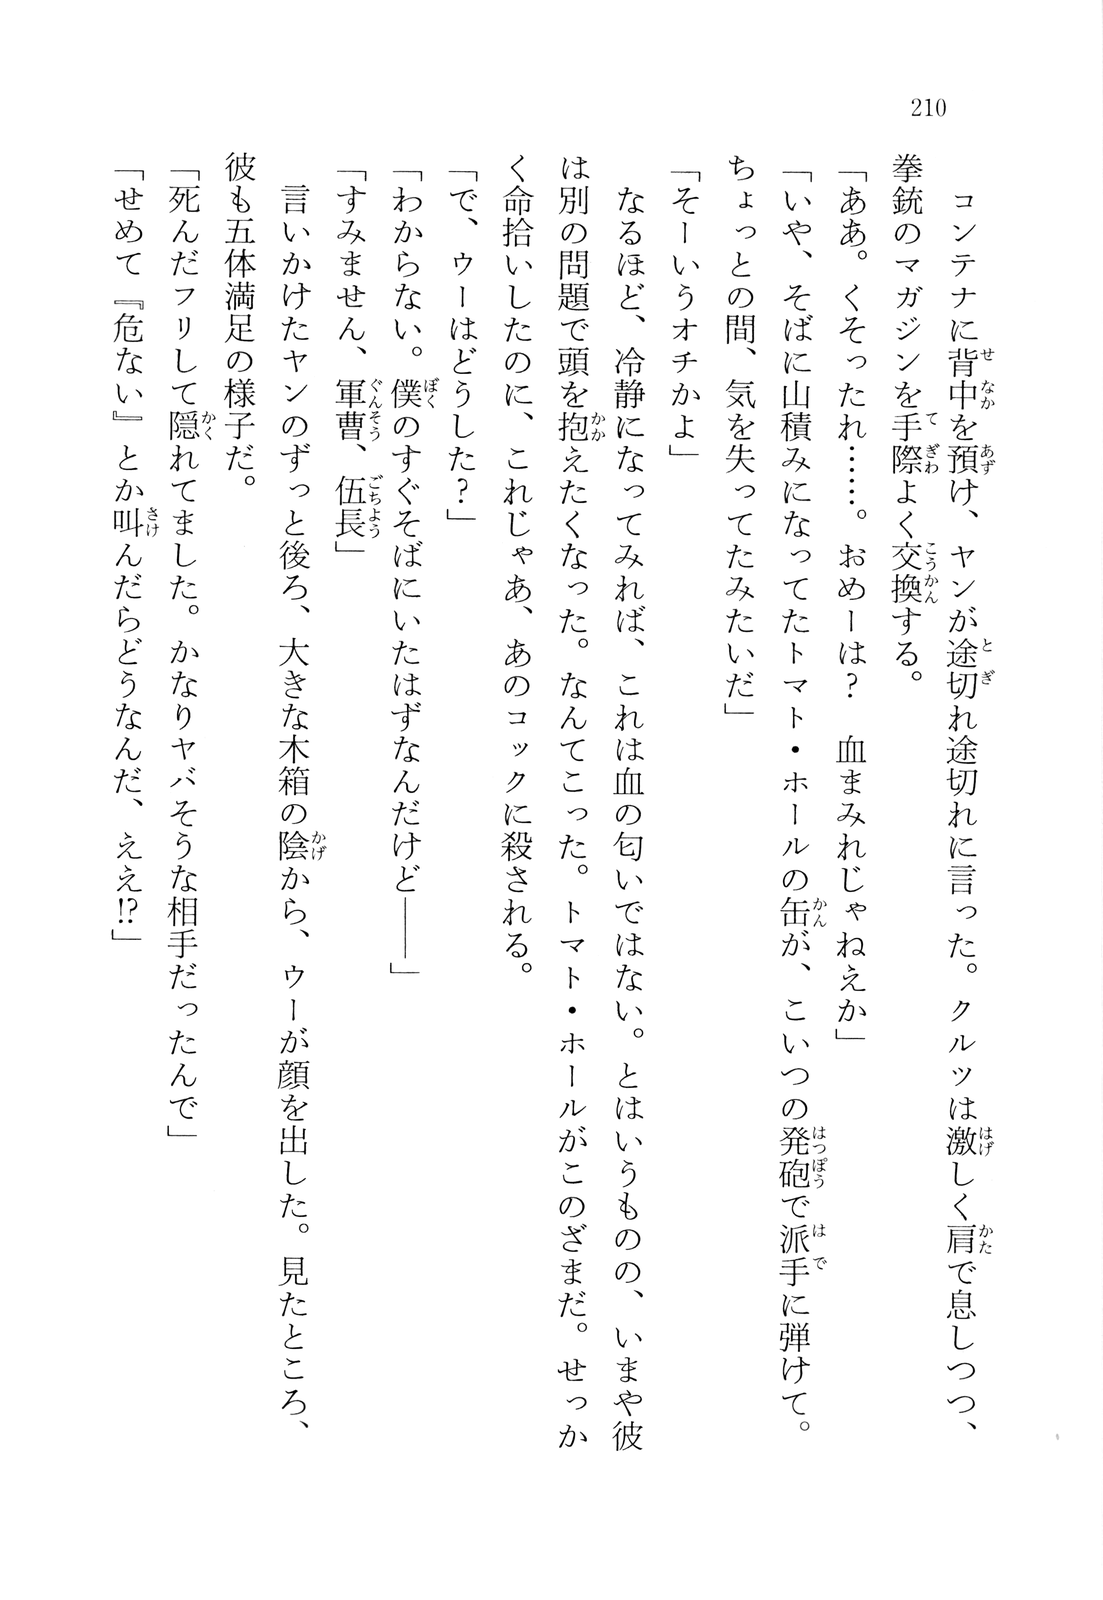 210
　コンテナに背中を預け、ヤンが途切れ途切れに言った。クルツは激しく肩で息しつつ、
拳銃のマガジンを手際よく交換する。
「ああ。くそったれ……。おめーは？　血まみれじゃねえか」
「いや、そばに山積みになってたトマト・ホールの缶が、こいつの発砲で派手に弾けて。
ちょっとの間、気を失ってたみたいだ」
「そーいうオチかよ」
　なるほど、冷静になってみれば、これは血の匂いではない。とはいうものの、いまや彼
は別の問題で頭を抱えたくなった。なんてこった。トマト・ホールがこのざまだ。せっか
く命拾いしたのに、これじゃあ、あのコックに殺される。
「で、ウーはどうした？」
「わからない。僕のすぐそばにいたはずなんだけど――」
「すみません、軍曹、伍長」
　言いかけたヤンのずっと後ろ、大きな木箱の陰から、ウーが顔を出した。見たところ、
彼も五体満足の様子だ。
「死んだフリして隠れてました。かなりヤバそうな相手だったんで」
「せめて『危ない』とか叫んだらどうなんだ、ええ!?」